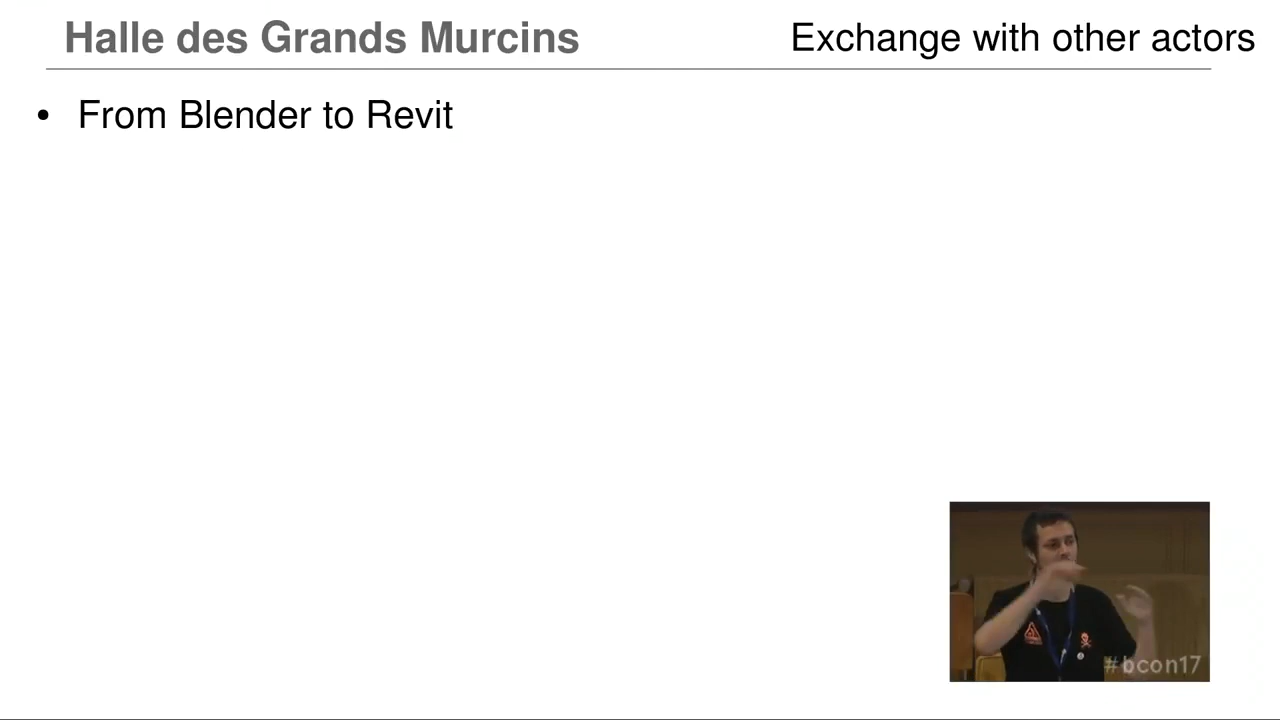 Halle des Grands Murcins
Exchange with other actors
• From Blender to Revit
#bcon17